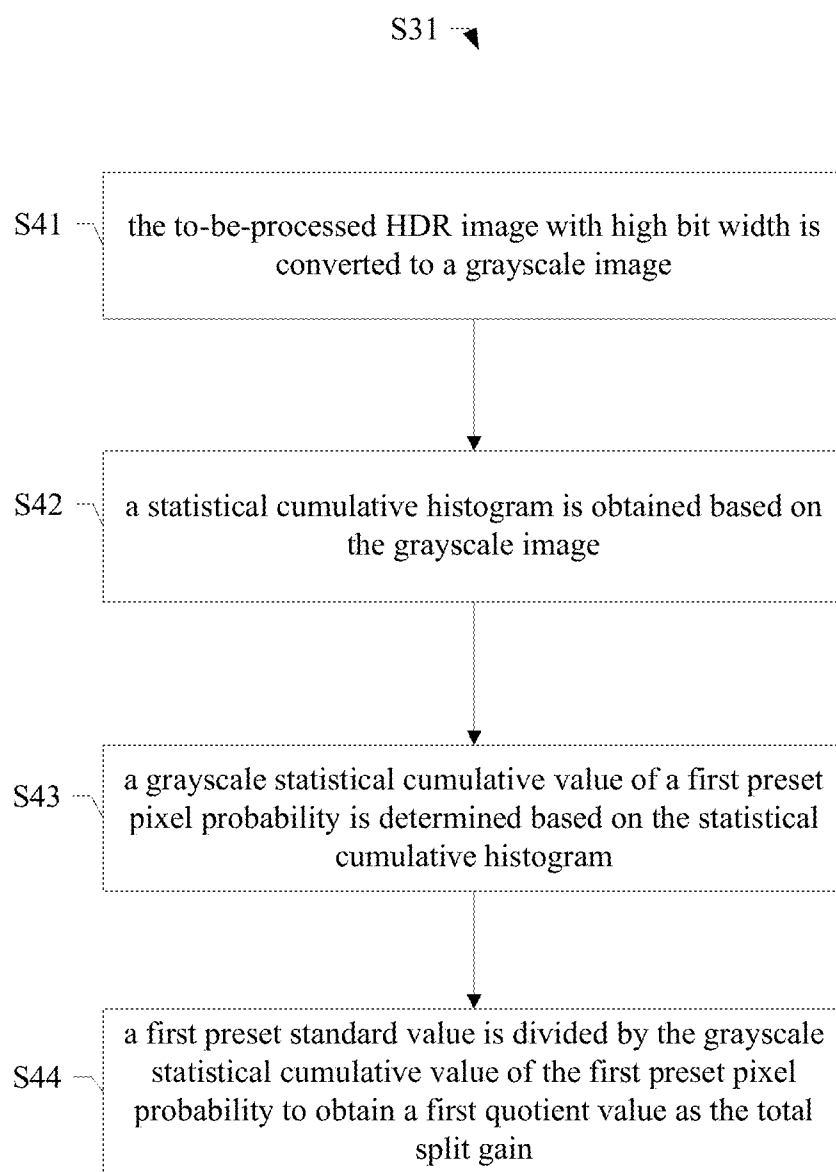 S31
S41
the to-be-processed HDR image with high bit width is
converted to a grayscale image
S42
a statistical cumulative histogram is obtained based on
the grayscale image
S43
a grayscale statistical cumulative value of a first preset
pixel probability is determined based on the statistical
cumulative histogram
S44
a first preset standard value is divided by the grayscale
statistical cumulative value of the first preset pixel
probability to obtain a first quotient value as the total
split gain